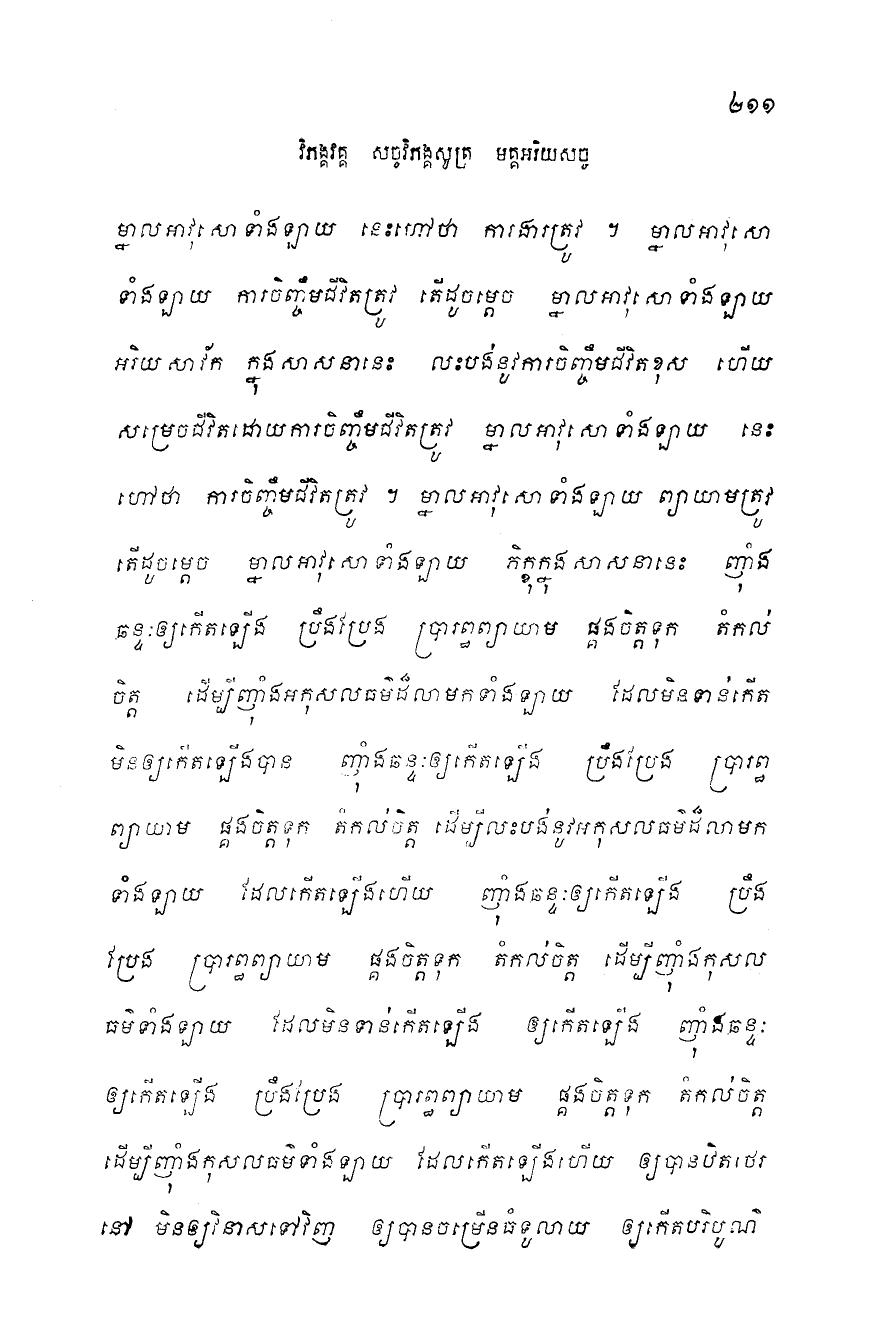 ២១១
វិភង្គវគ្គ សច្ចវិភង្គសូត្រ មគ្គអរិយសច្ច
ម្នាលអាវុសោទាំងឡាយ នេះហៅថា ការងារត្រូវ ។ ម្នាលអាវុសោ
ទាំងឡាយ ការចិញ្ចឹមជីវិតត្រូវ តើដូចម្តេច ម្នាលអាវុសោទាំងឡាយ
អរិយសាវ័ក ក្នុងសាសនានេះ លះបង់នូវការចិញ្ចឹមជីវិតខុស ហើយ
សម្រេចជីវិតដោយការចិញ្ចឹមជីវិតត្រូវ ម្នាលអាវុសោទាំងឡាយ នេះ
ហៅថា ការចិញ្ចឹមជីវិតត្រូវ ។ ម្នាលអាវុសោទាំងឡាយ ព្យាយាមត្រូវ
តើដូចម្តេច ម្នាលអាវុសោទាំងឡាយ ភិក្ខុក្នុងសាសនានេះ ញុំាង
ឆន្ទៈឲ្យកើតឡើង ប្រឹងប្រែង ប្រារព្ធព្យាយាម ផ្គងចិត្តទុក តំកល់
ចិត្ត ដើម្បីញុំាងអកុសលធម៌ដ៏លាមកទាំងឡាយ ដែលមិនទាន់កើត
មិនឲ្យកើតឡើងបាន ញុំាងឆន្ទៈឲ្យកើតឡើង ប្រឹងប្រែង ប្រារព្ធ
ព្យាយាម ផ្គងចិត្តទុក តំកល់ចិត្ត ដើម្បីលះបង់នូវអកុសលធម៌ដ៏លាមក
ទាំងឡាយ ដែលកើតឡើងហើយ ញុំាងឆន្ទៈឲ្យកើតឡើង ប្រឹង
ប្រែង ប្រារព្ធព្យាយាម ផ្គងចិត្តទុក តំកល់ចិត្ត ដើម្បីញុំាងកុសល
ធម៌ទាំងឡាយ ដែលមិនទាន់កើតឡើង ឲ្យកើតឡើង ញុំាងឆន្ទៈ
ឲ្យកើតឡើង ប្រឹងប្រែង ប្រារព្ធព្យាយាម ផ្គងចិត្តទុក តំកល់ចិត្ត
ដើម្បីញុំាងកុសលធម៌ទាំងឡាយ ដែលកើតឡើងហើយ ឲ្យបានឋិតថេរ
នៅ មិនឲ្យវិនាសទៅវិញ ឲ្យបានចម្រើនធំទូលាយ ឲ្យកើតបរិបូណ៌